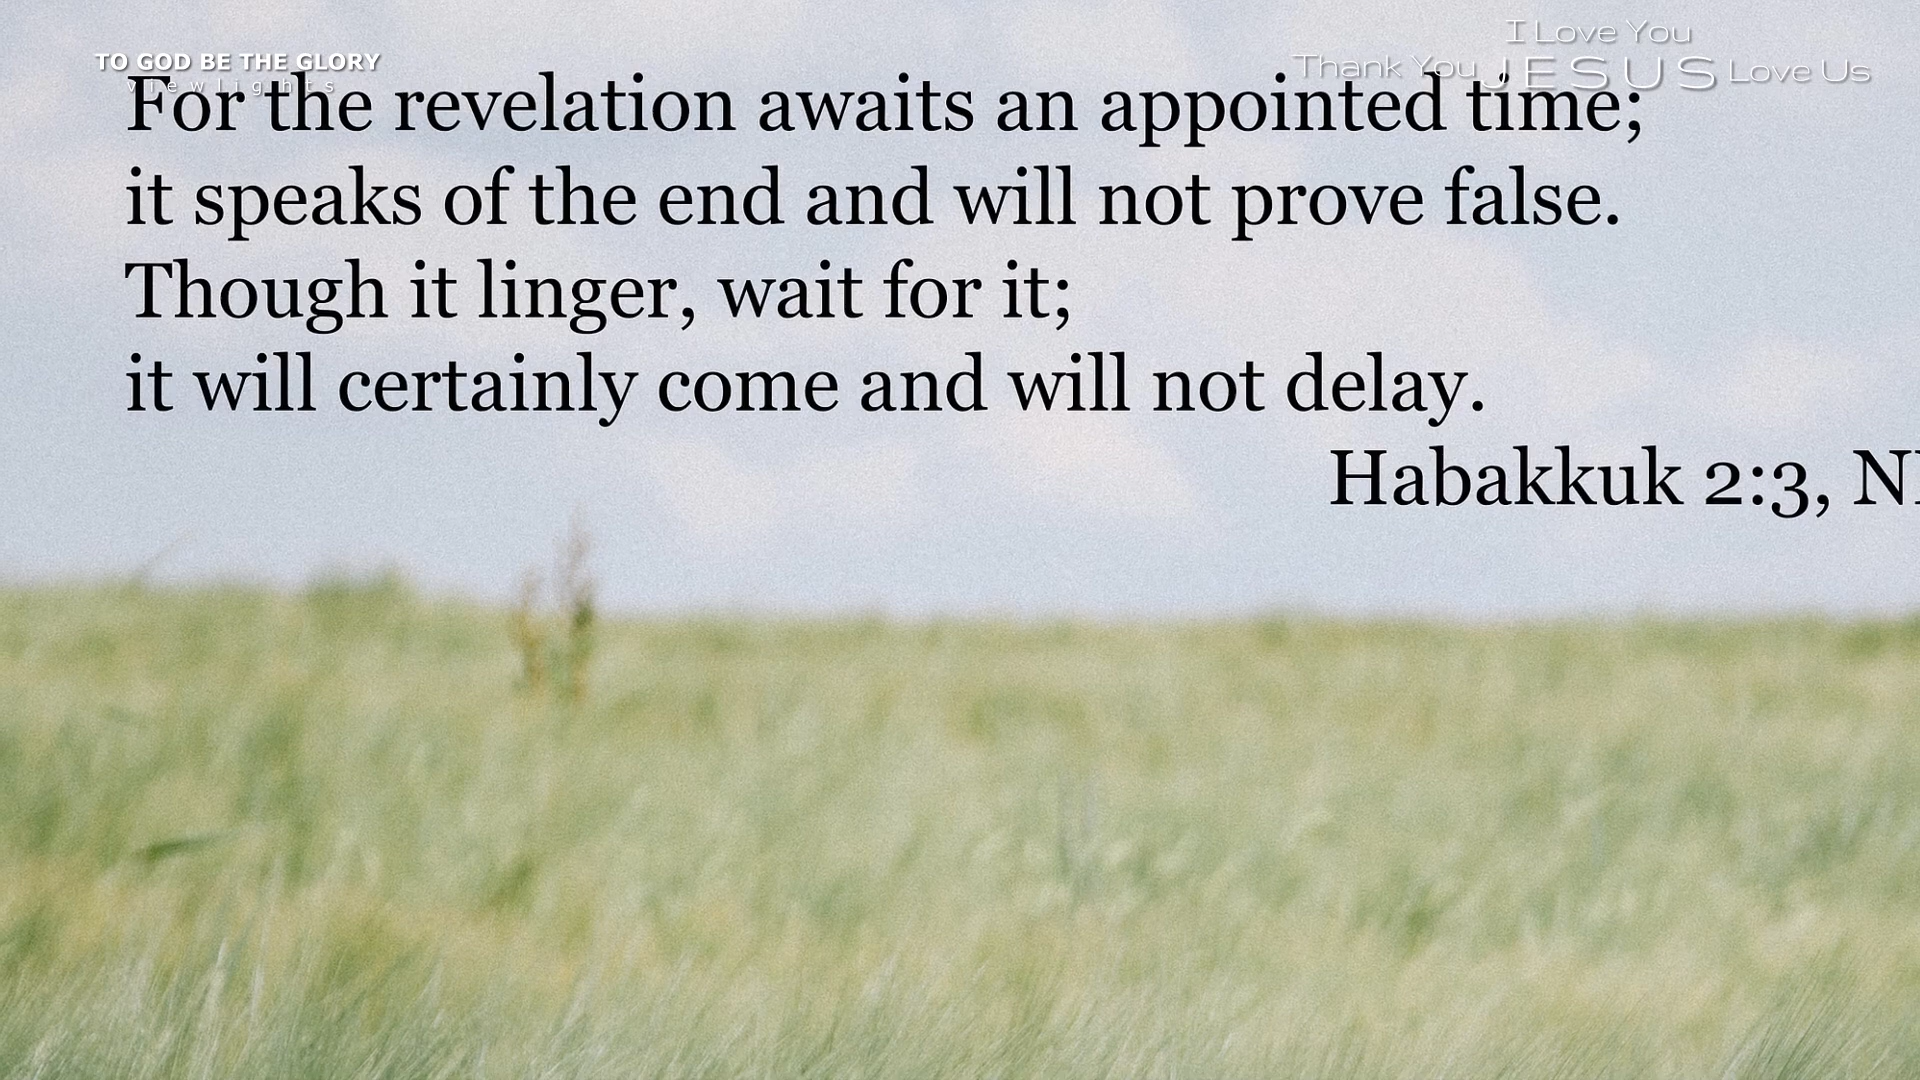 TO GOD BE THE GLORY
viewlights
I Love You
Thank You JESUS Love Us
For the revelation awaits an appointed time;
it speaks of the end and will not prove false.
Though it linger, wait for it;
it will certainly come and will not delay.
Habakkuk 2:3,